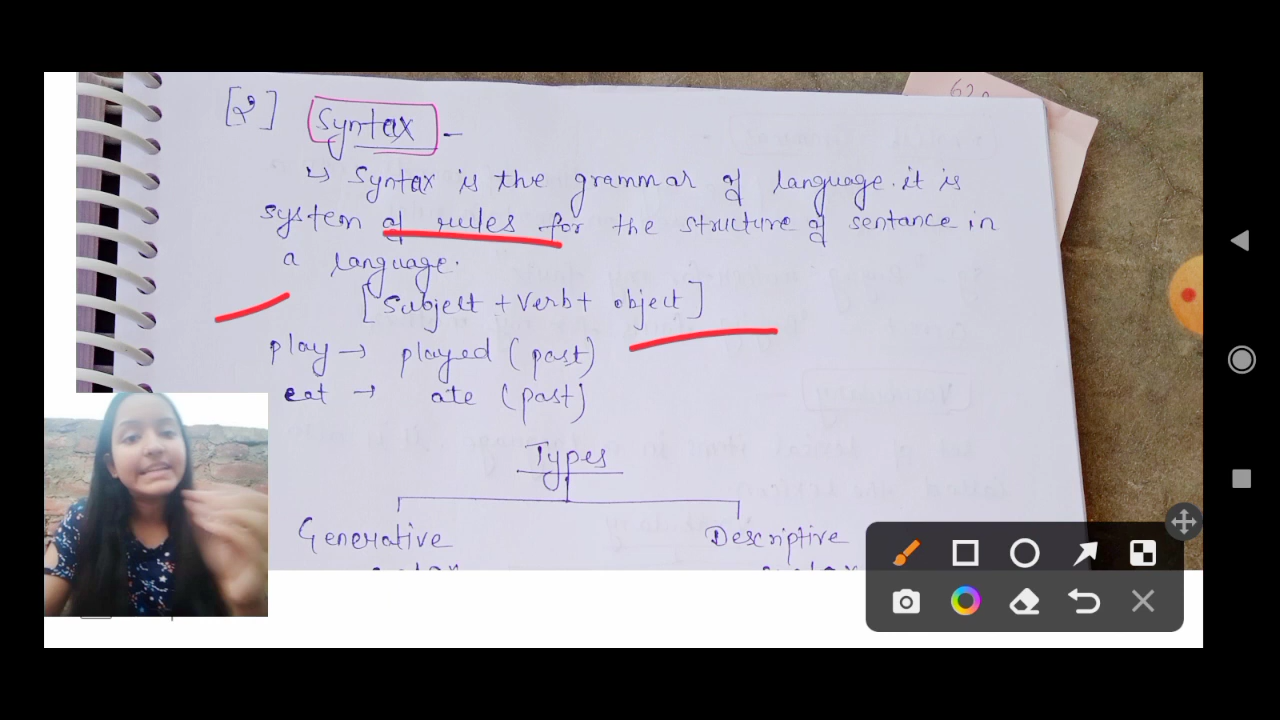 [2] Syntax -
↳ Syntax is the grammar of language. it is
system of rules for the structure of sentance in
a language.
[Subject + verb + object]
play → played (past)
eat → ate (past)
Types
Generative Descriptive